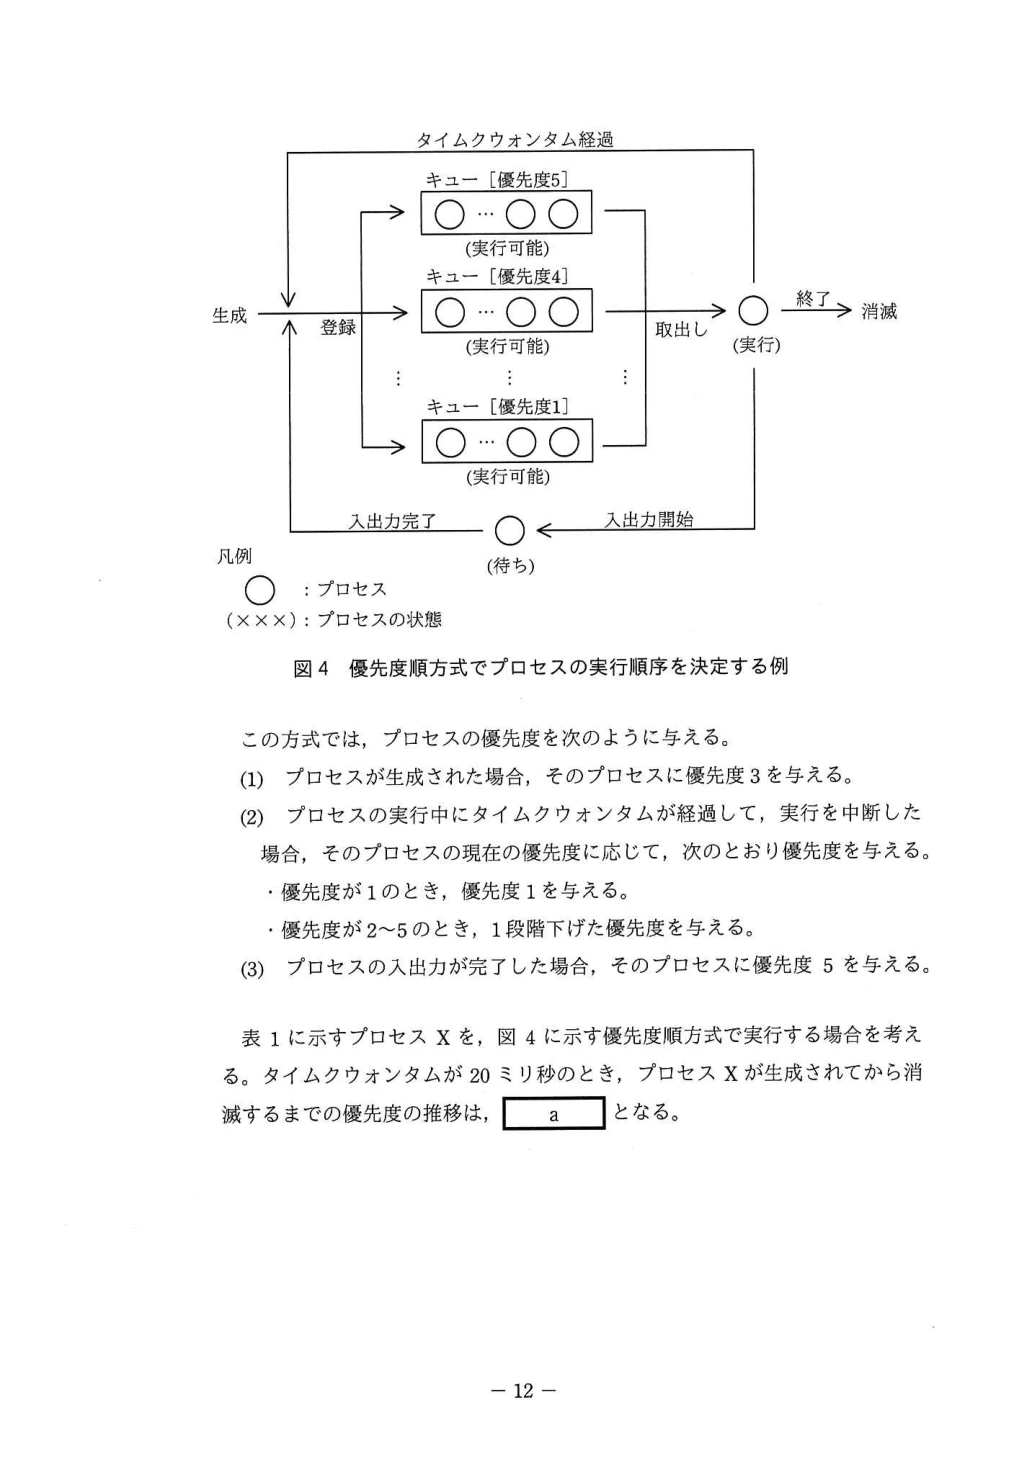 タイムクウォンタム経過
キュー［優先度5］
… 
(実行可能)
キュー［優先度4］
…
(実行可能)
生成
登録
取出し
(実行)
終了
消滅
⋮ ⋮ ⋮
キュー［優先度1］
…
(実行可能)
入出力完了
入出力開始
(待ち)
凡例
：プロセス
(×××)：プロセスの状態
図4　優先度順方式でプロセスの実行順序を決定する例
この方式では，プロセスの優先度を次のように与える。
(1)　プロセスが生成された場合，そのプロセスに優先度3を与える。
(2)　プロセスの実行中にタイムクウォンタムが経過して，実行を中断した
場合，そのプロセスの現在の優先度に応じて，次のとおり優先度を与える。
・優先度が1のとき，優先度1を与える。
・優先度が2～5のとき，1段階下げた優先度を与える。
(3)　プロセスの入出力が完了した場合，そのプロセスに優先度 5 を与える。
表 1 に示すプロセス X を，図 4 に示す優先度順方式で実行する場合を考え
る。タイムクウォンタムが 20 ミリ秒のとき，プロセス X が生成されてから消
滅するまでの優先度の推移は， a となる。
－ 12 －